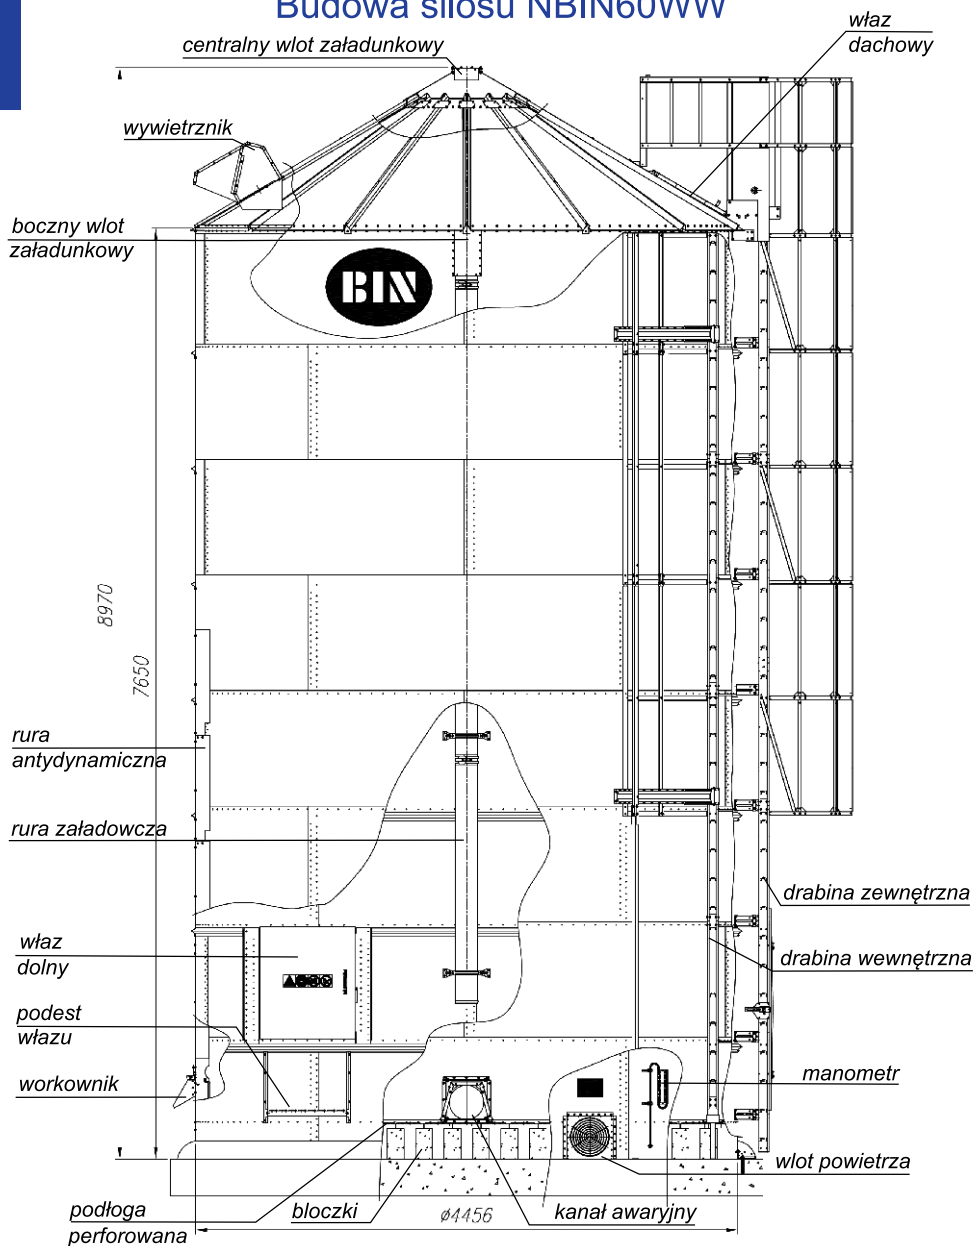 Budowa silosu NBIN60WW
właz
dachowy
centralny wlot załadunkowy
wywietrznik
boczny wlot
załadunkowy
BIN
8970
7650
rura
antydynamiczna
rura załadowcza
drabina zewnętrzna
właz
dolny
drabina wewnętrzna
podest
włazu
workownik
manometr
wlot powietrza
podłoga
perforowana
bloczki
ø4456
kanał awaryjny